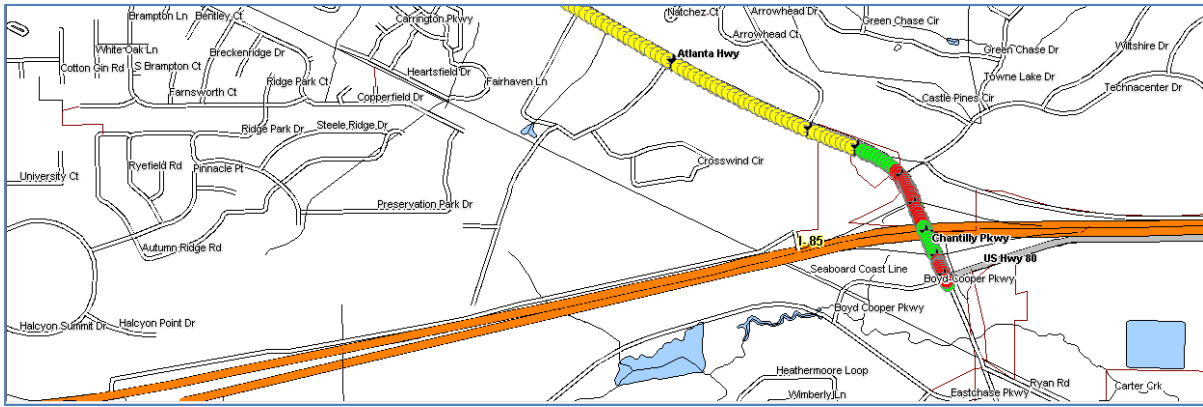 Brampton Ln
Bentley Ct
Carrington Pkwy
Natchez Ct
Arrowhead Dr
Green Chase Cir
White Oak Ln
Breckenridge Dr
Arrowhead Ct
Green Chase Dr
Wiltshire Dr
Cotton Gin Rd
S Brampton Ct
Atlanta Hwy
Heartsfield Dr
Fairhaven Ln
Towne Lake Dr
Ridge Park Ct
Farnsworth Ct
Copperfield Dr
Technacenter Dr
Castle Pines Cir
Ridge Park Dr
Steele Ridge Dr
Crosswind Cir
Ryefield Rd
Pinnacle Pt
University Ct
Preservation Park Dr
Autumn Ridge Rd
I- 85
Chantilly Pkwy
US Hwy 80
Seaboard Coast Line
Boyd Cooper Pkwy
Boyd Cooper Pkwy
Halcyon Summit Dr
Halcyon Point Dr
Heathermoore Loop
Ryan Rd
Carter Crk
Wimberly Ln
Eastchase Pkwy